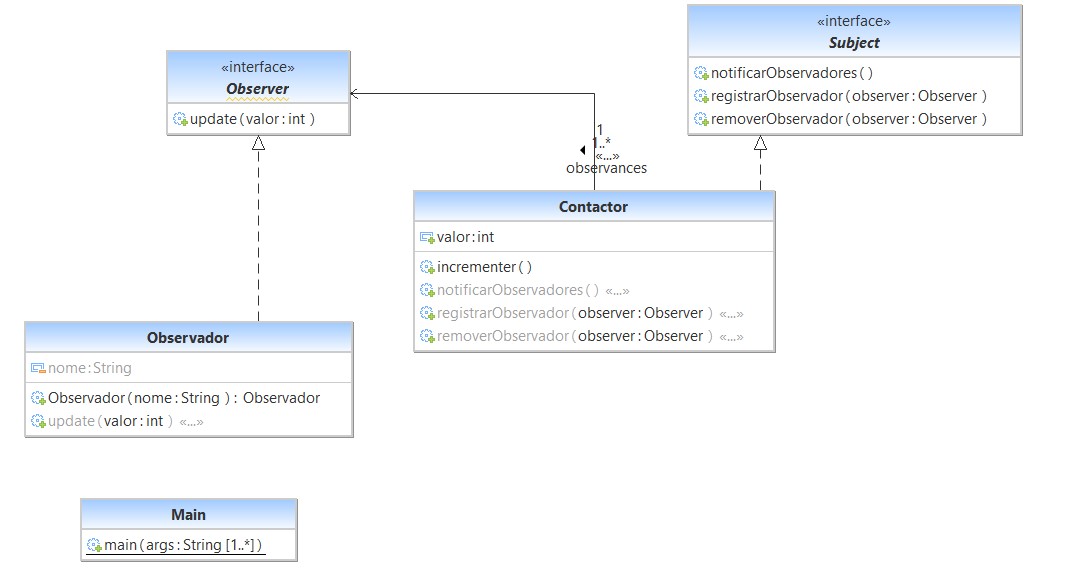 «interface»
Observer
update(valor:int )
«interface»
Subject
notificarObservadores()
registrarObservador(observer:Observer )
removerObservador(observer:Observer )
1
1..*
«...»
observances
Contactor
valor:int
incrementer()
notificarObservadores() «...»
registrarObservador(observer:Observer ) «...»
removerObservador(observer:Observer ) «...»
Observador
nome:String
Observador(nome:String ): Observador
update(valor:int ) «...»
Main
main(args:String [1..*])